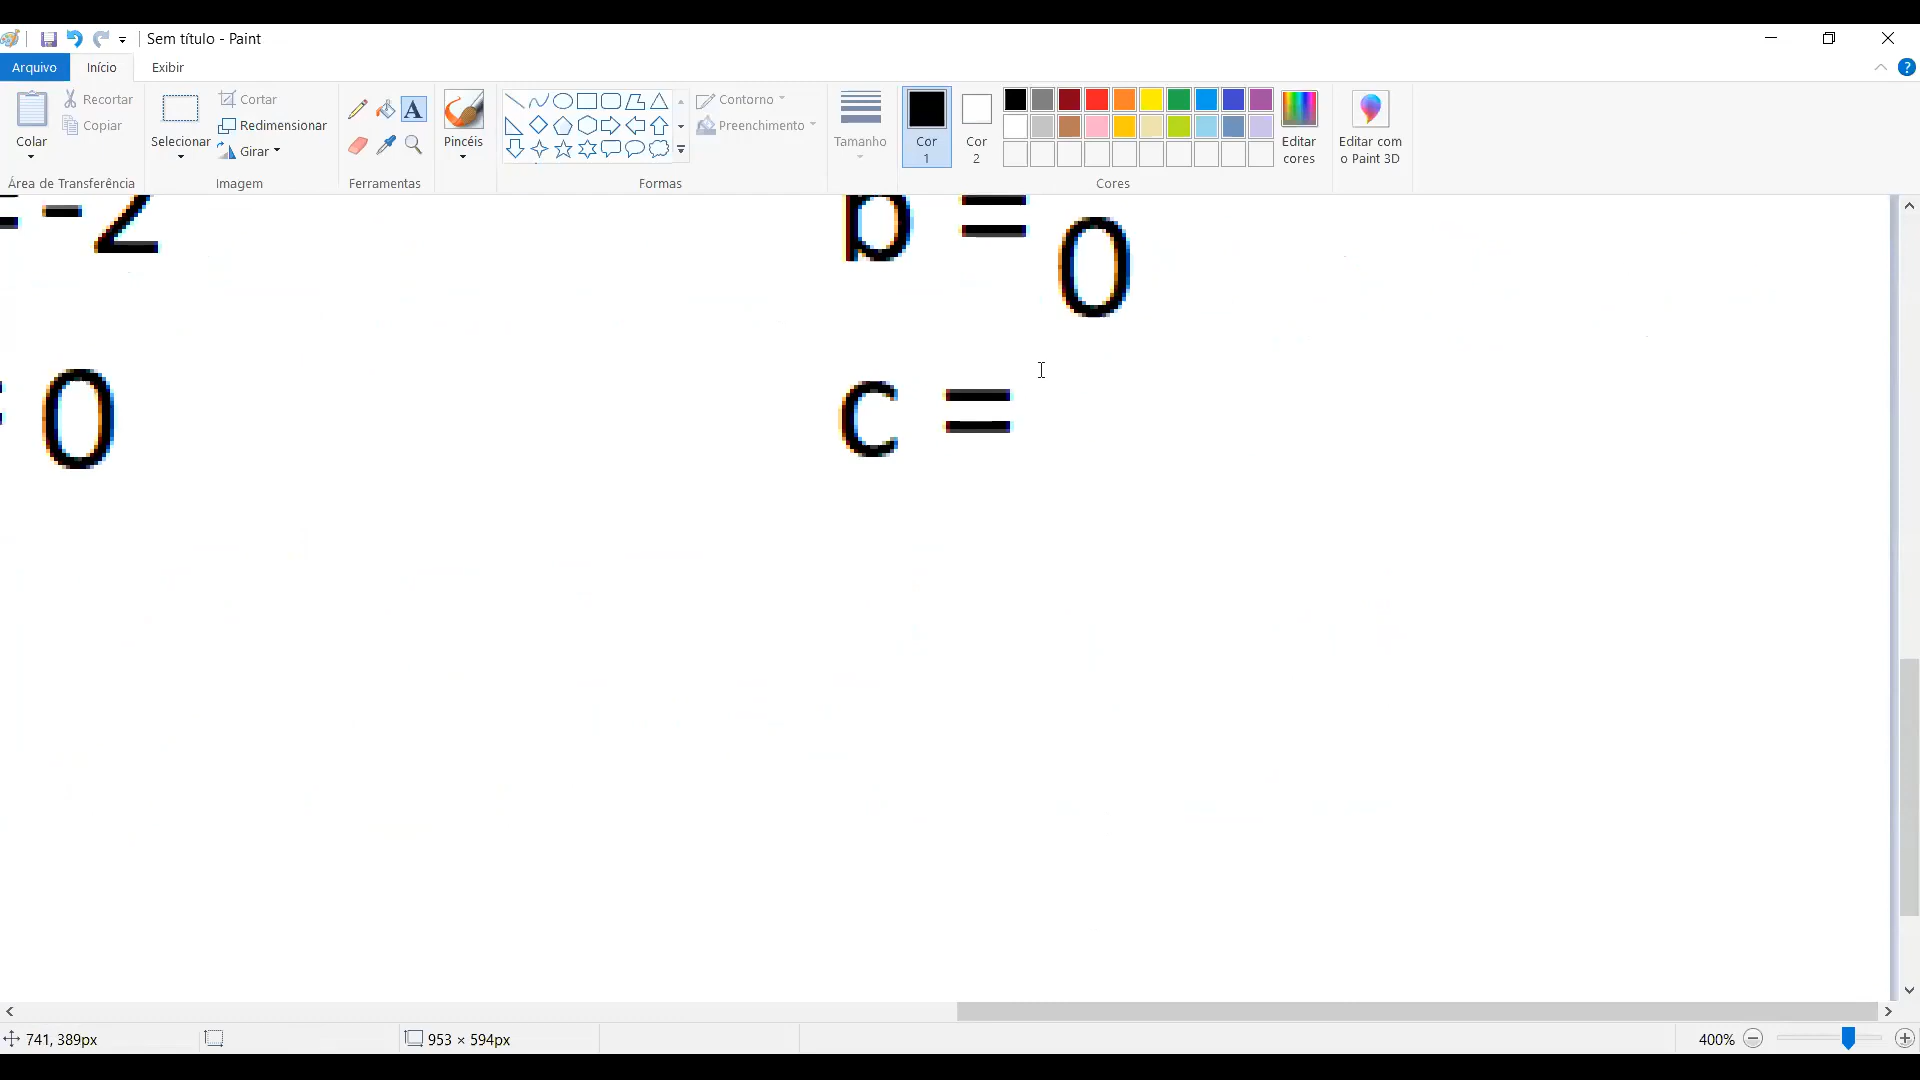 Sem título - Paint
Arquivo Início Exibir
Colar
Recortar
Copiar
Área de Transferência
Selecionar
Cortar
Redimensionar
Girar
Imagem
A
Ferramentas
Pincéis
Contorno
Preenchimento
Formas
Tamanho
Cor
1
Cor
2
Editar
cores
Cores
Editar com
o Paint 3D
?
= -2
b = 0
= 0
c =
741, 389px
953 × 594px
400%